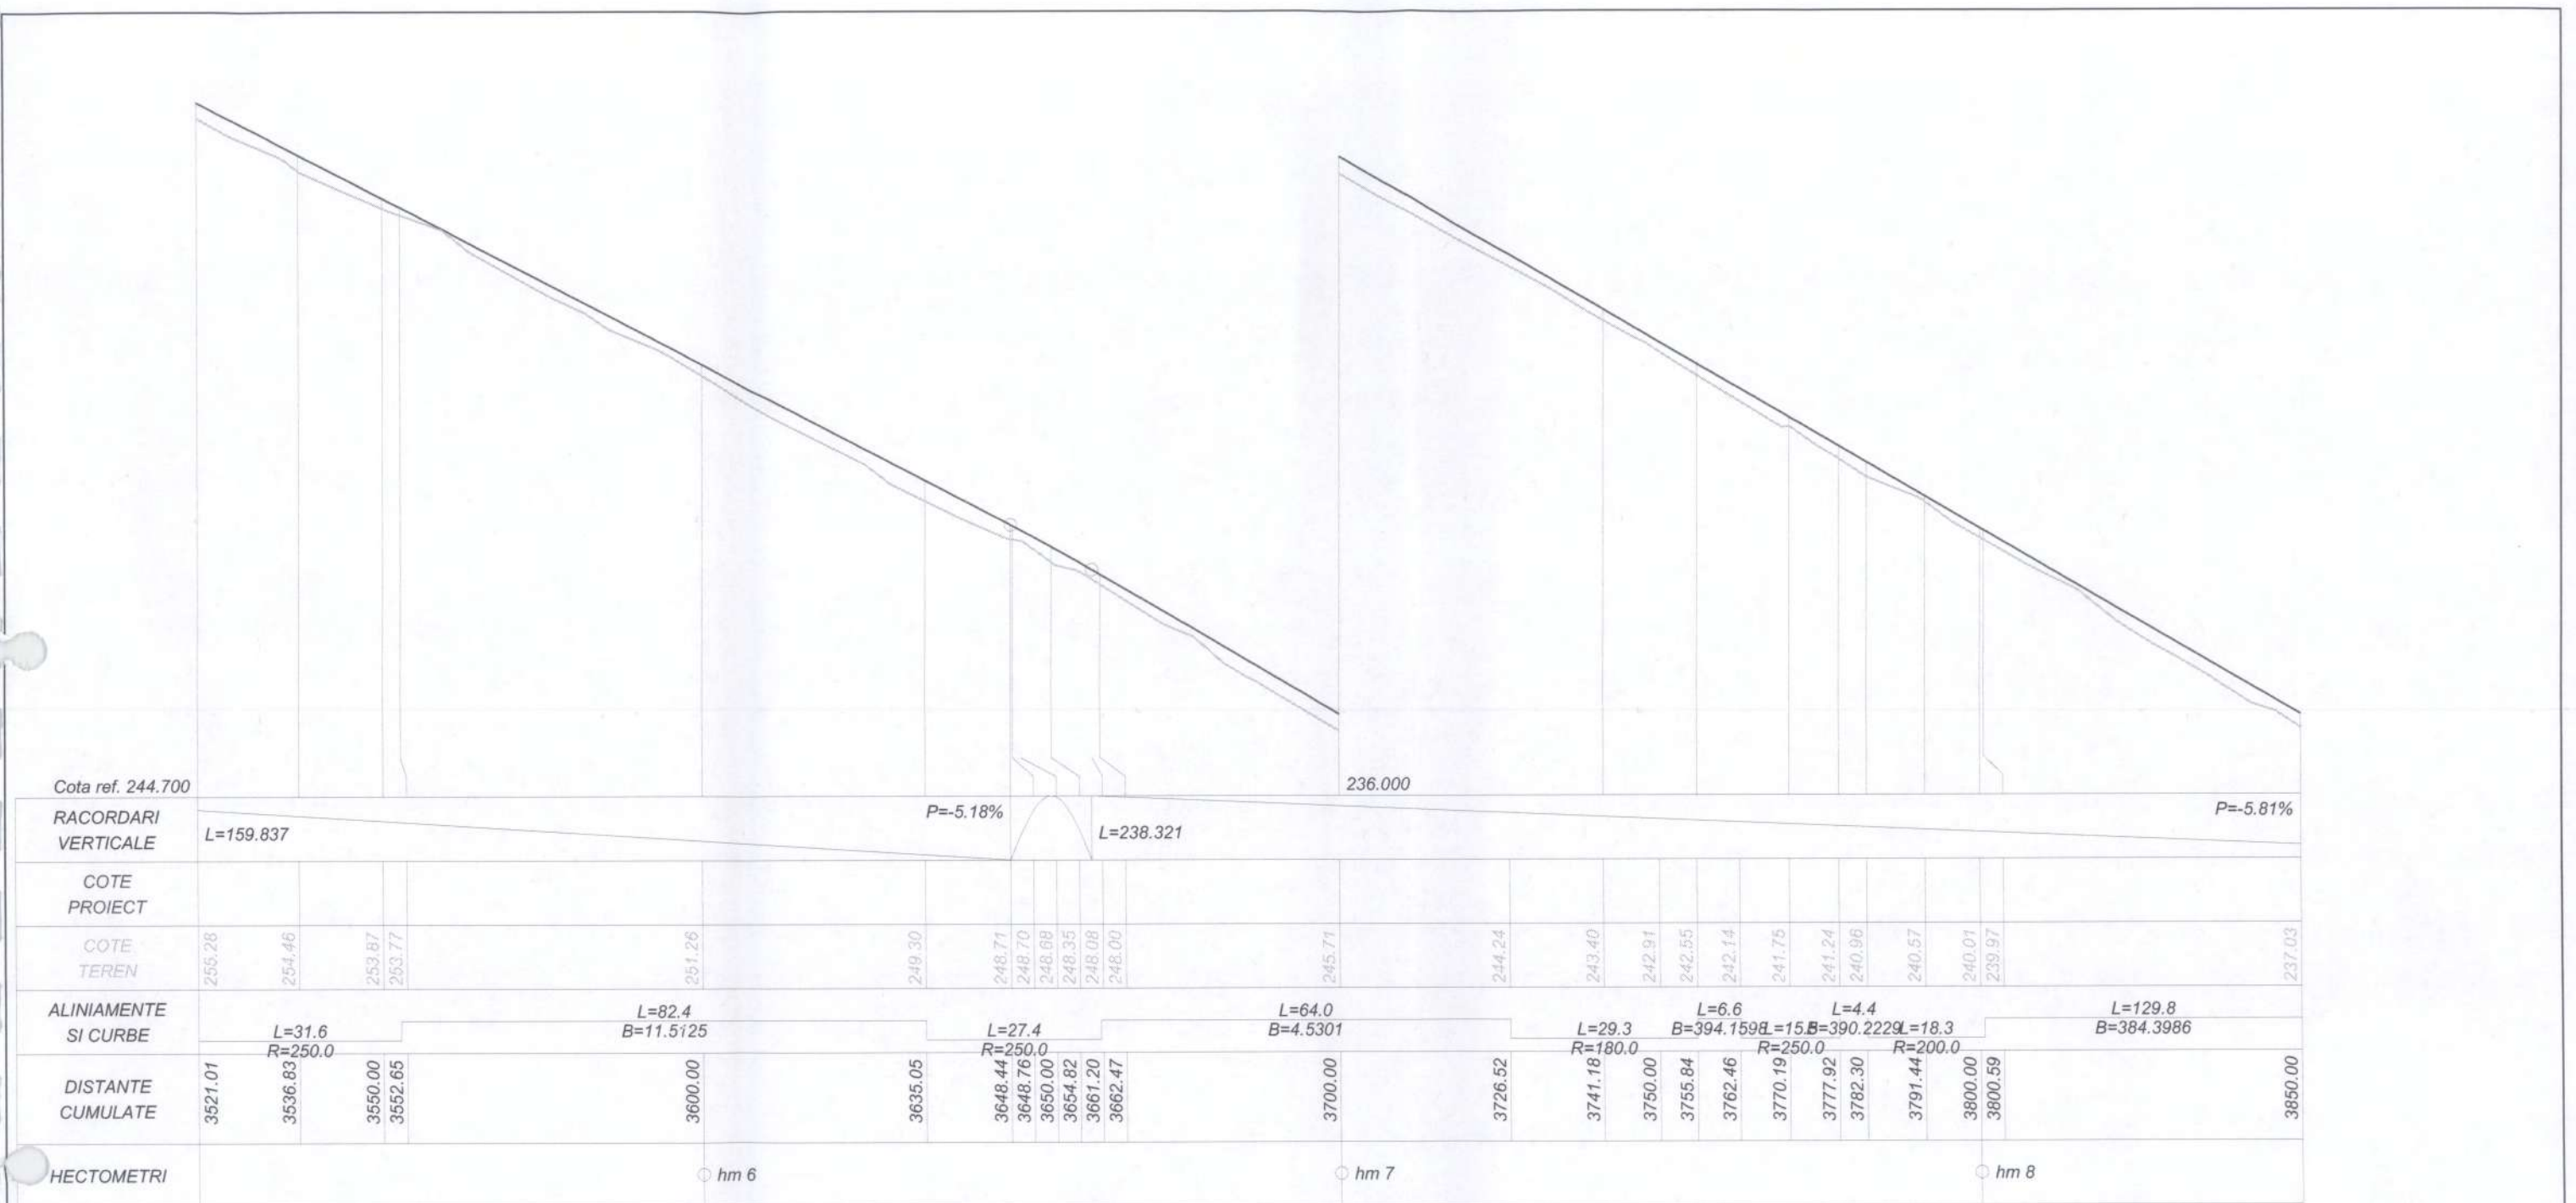 Cota ref. 244.700
236.000
RACORDARI
VERTICALE
L=159.837
P=-5.18%
L=238.321
P=-5.81%
COTE
PROIECT
COTE
TEREN
255.28 254.46 253.87 253.77 251.26 249.30 248.71 248.70 248.68 248.35 248.08 248.00 245.71 244.24 243.40 242.91 242.55 242.14 241.75 241.24 240.96 240.57 240.01 239.97 237.03
ALINIAMENTE
SI CURBE
L=31.6
R=250.0
L=82.4
B=11.5125
L=27.4
R=250.0
L=64.0
B=4.5301
L=29.3
R=180.0
L=6.6
B=394.1598
R=250.0
L=4.4
B=390.2229
L=18.3
R=200.0
L=129.8
B=384.3986
DISTANTE
CUMULATE
3521.01 3536.83 3550.00 3552.65 3600.00 3635.05 3648.44 3648.76 3650.00 3654.82 3661.20 3662.47 3700.00 3726.52 3741.18 3750.00 3755.84 3762.46 3770.19 3777.92 3782.30 3791.44 3800.00 3800.59 3850.00
HECTOMETRI
hm 6
hm 7
hm 8